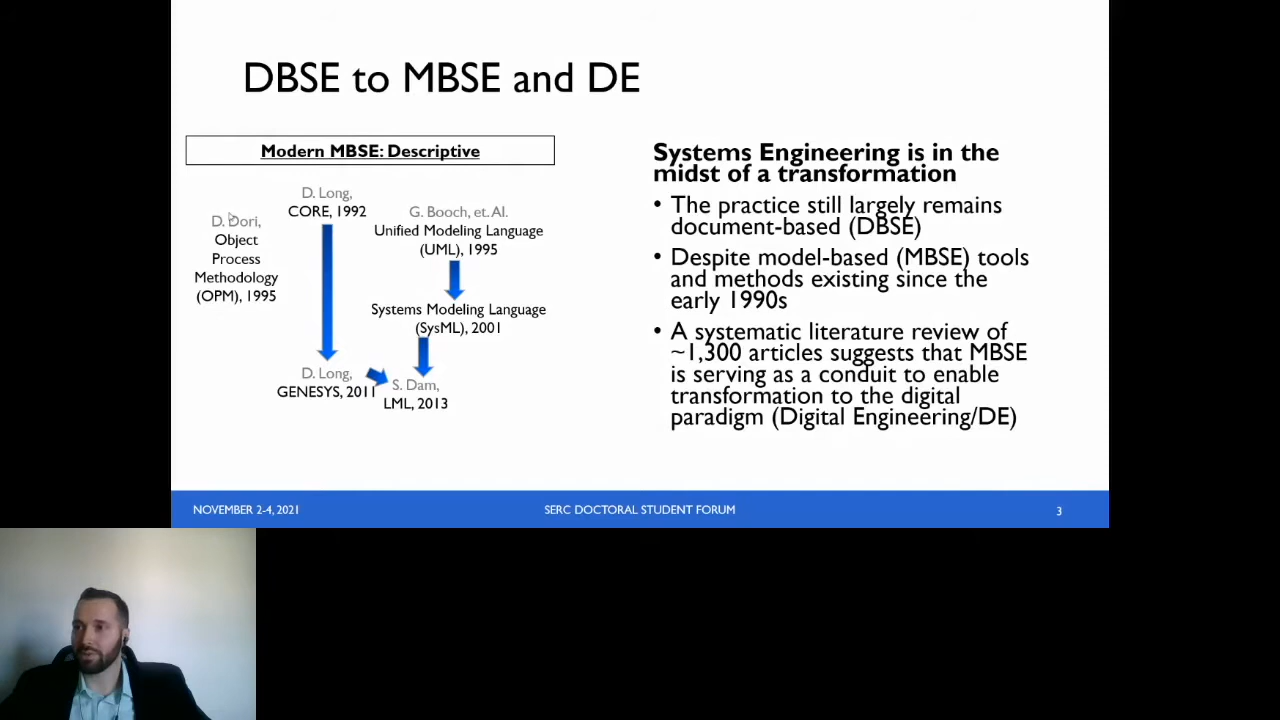 DBSE to MBSE and DE
Modern MBSE: Descriptive
D. Long,
CORE, 1992
D. Dori,
Object
Process
Methodology
(OPM), 1995
G. Booch, et. Al.
Unified Modeling Language
(UML), 1995
Systems Modeling Language
(SysML), 2001
D. Long,
GENESYS, 2011
S. Dam,
LML, 2013
Systems Engineering is in the
midst of a transformation
• The practice still largely remains
document-based (DBSE)
• Despite model-based (MBSE) tools
and methods existing since the
early 1990s
• A systematic literature review of
~1,300 articles suggests that MBSE
is serving as a conduit to enable
transformation to the digital
paradigm (Digital Engineering/DE)
NOVEMBER 2-4, 2021
SERC DOCTORAL STUDENT FORUM
3